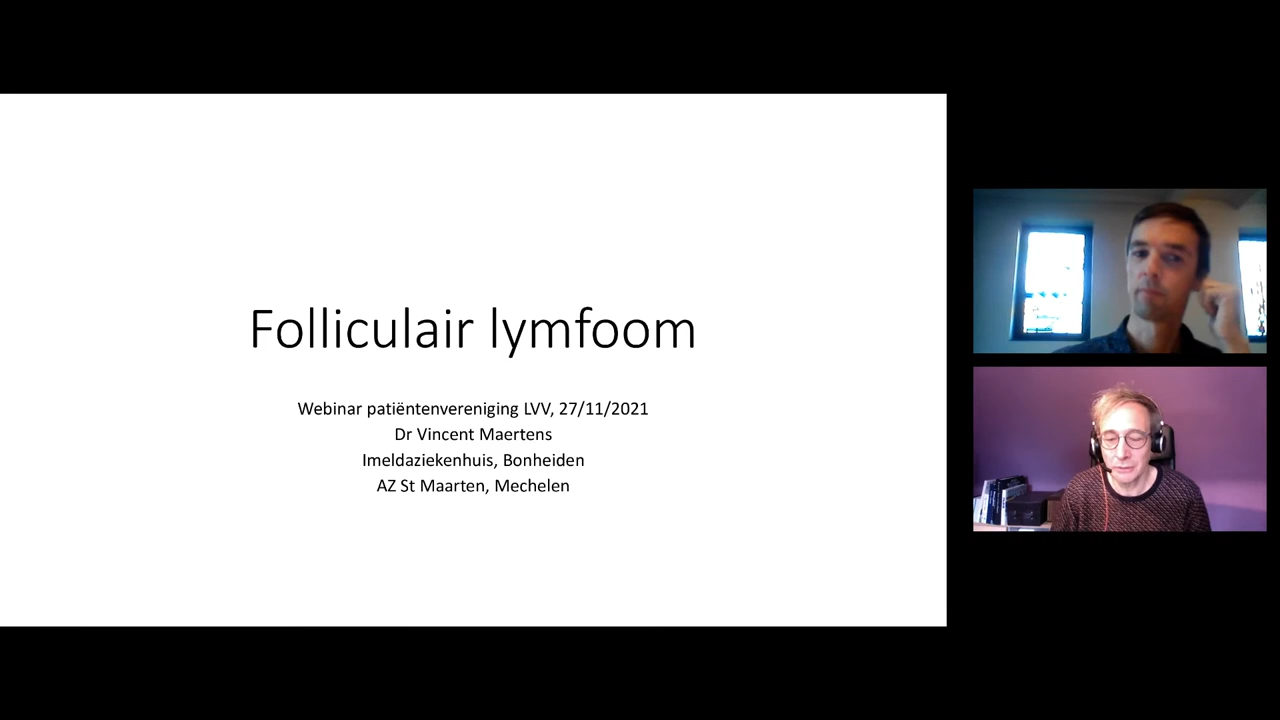 Folliculair lymfoom
Webinar patiëntenvereniging LVV, 27/11/2021
Dr Vincent Maertens
Imeldaziekenhuis, Bonheiden
AZ St Maarten, Mechelen